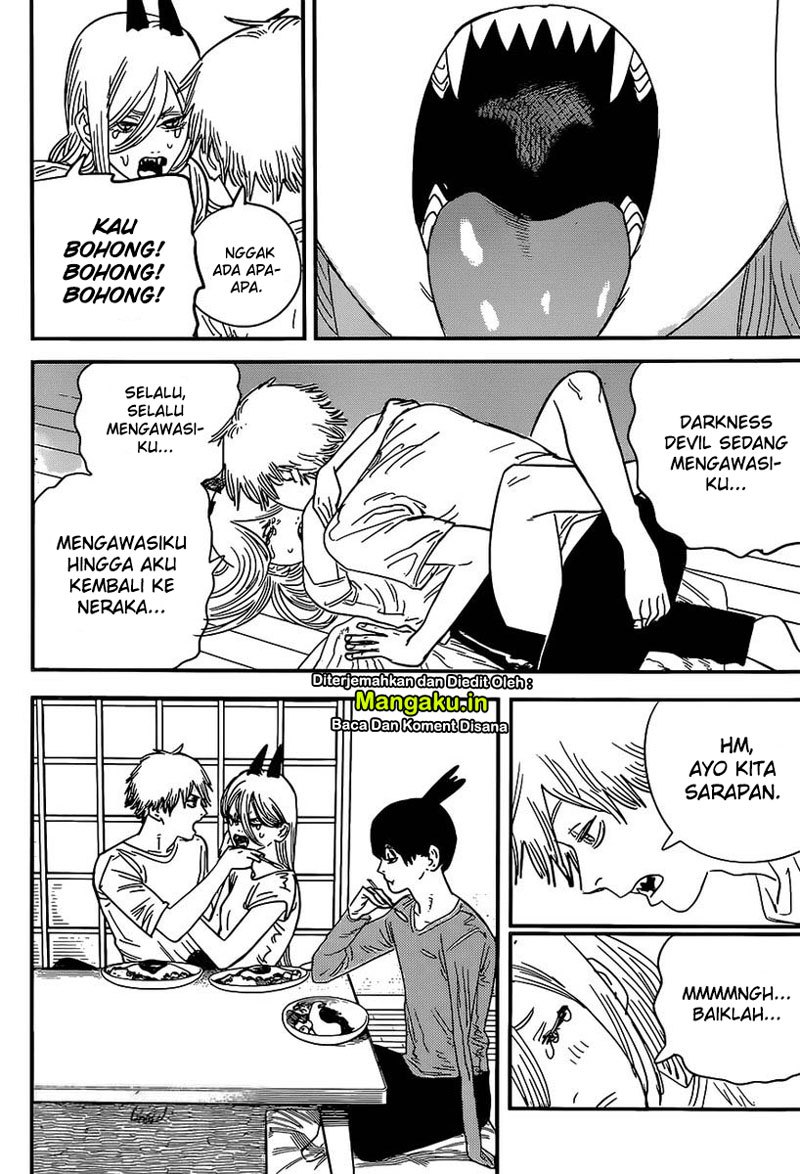 KAU
BOHONG!
BOHONG!
BOHONG!
NGGAK
ADA APA-
APA.
DARKNESS
DEVIL SEDANG
MENGAWASI-
KU...
SELALU,
SELALU
MENGAWASI-
KU...
MENGAWASIKU
HINGGA AKU
KEMBALI KE
NERAKA...
Diterjemahkan dan Diedit Oleh :
Mangaku.in
Baca Dan Koment Disana
HM,
AYO KITA
SARAPAN.
MMMMNGH...
BAIKLAH...